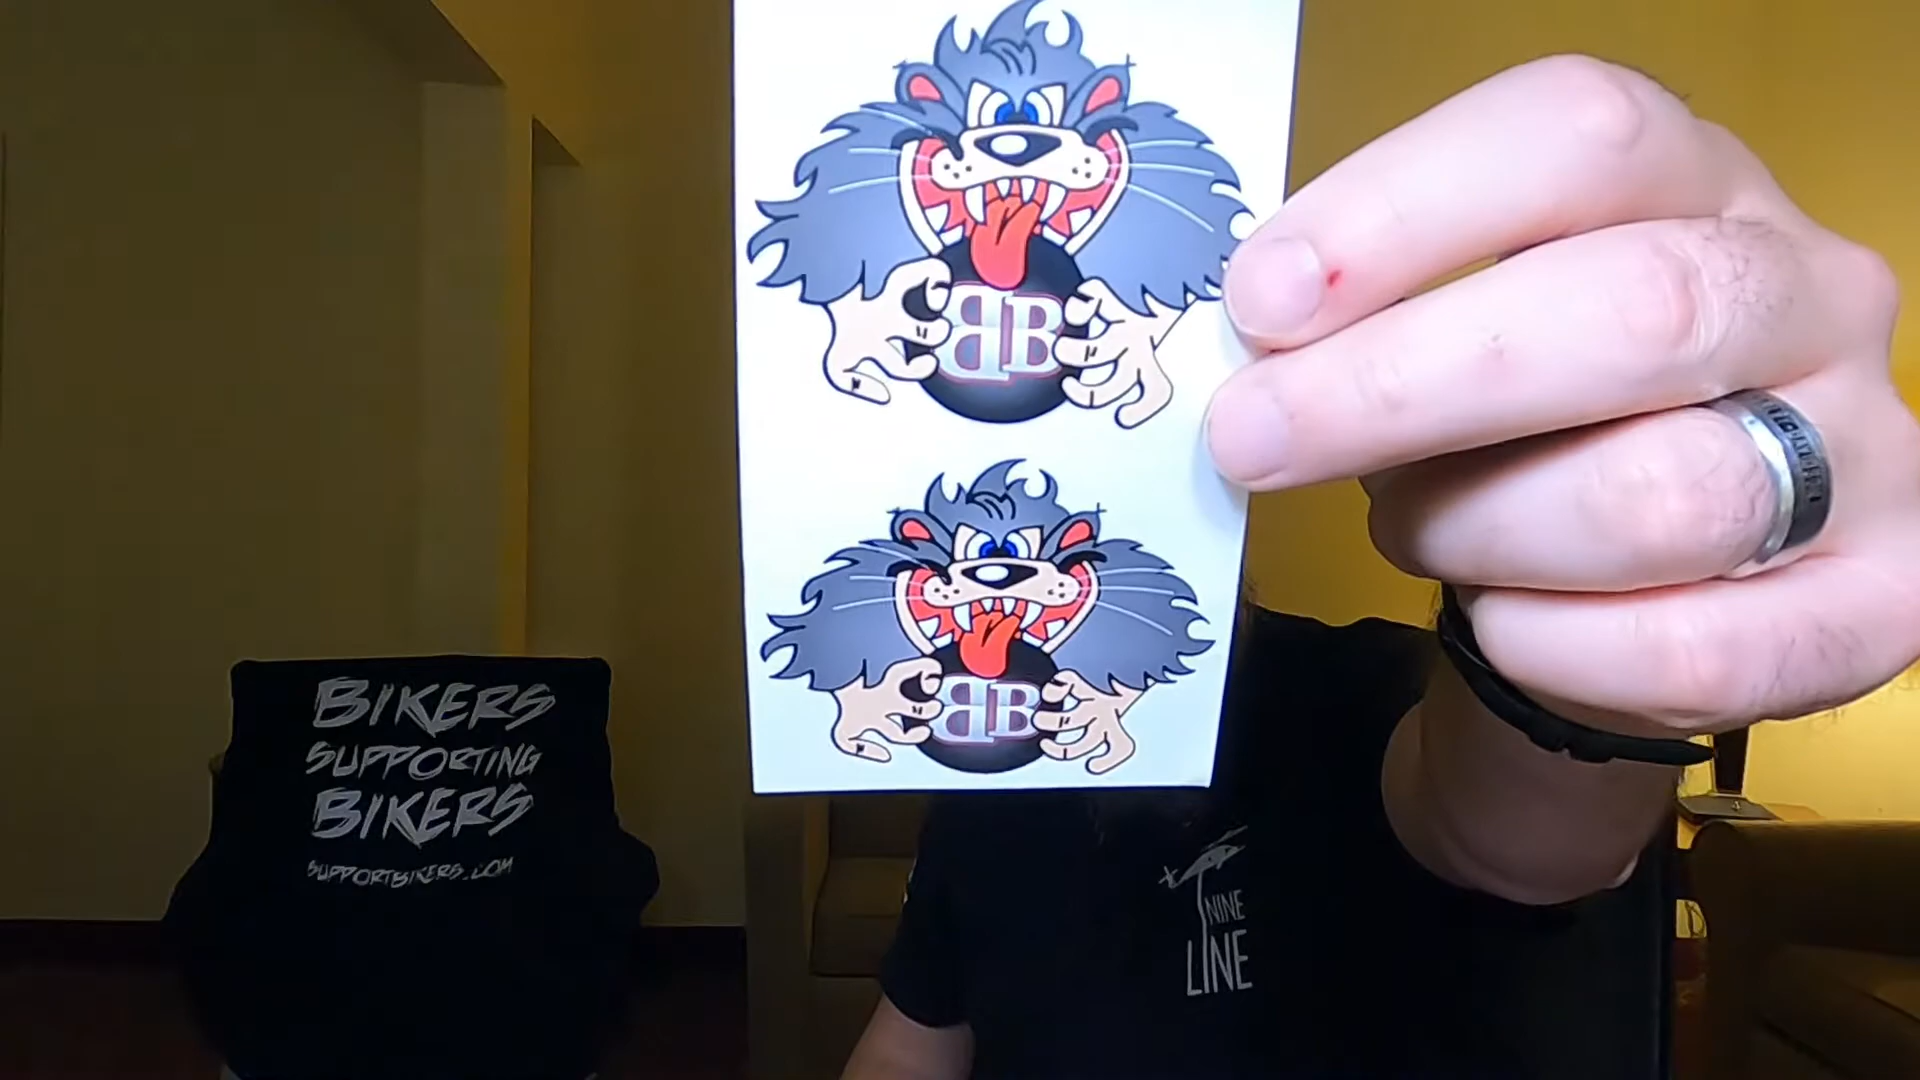 BB
BB
BIKERS
SUPPORTING
BIKERS
SUPPORTBIKERS.COM
NINE
LINE